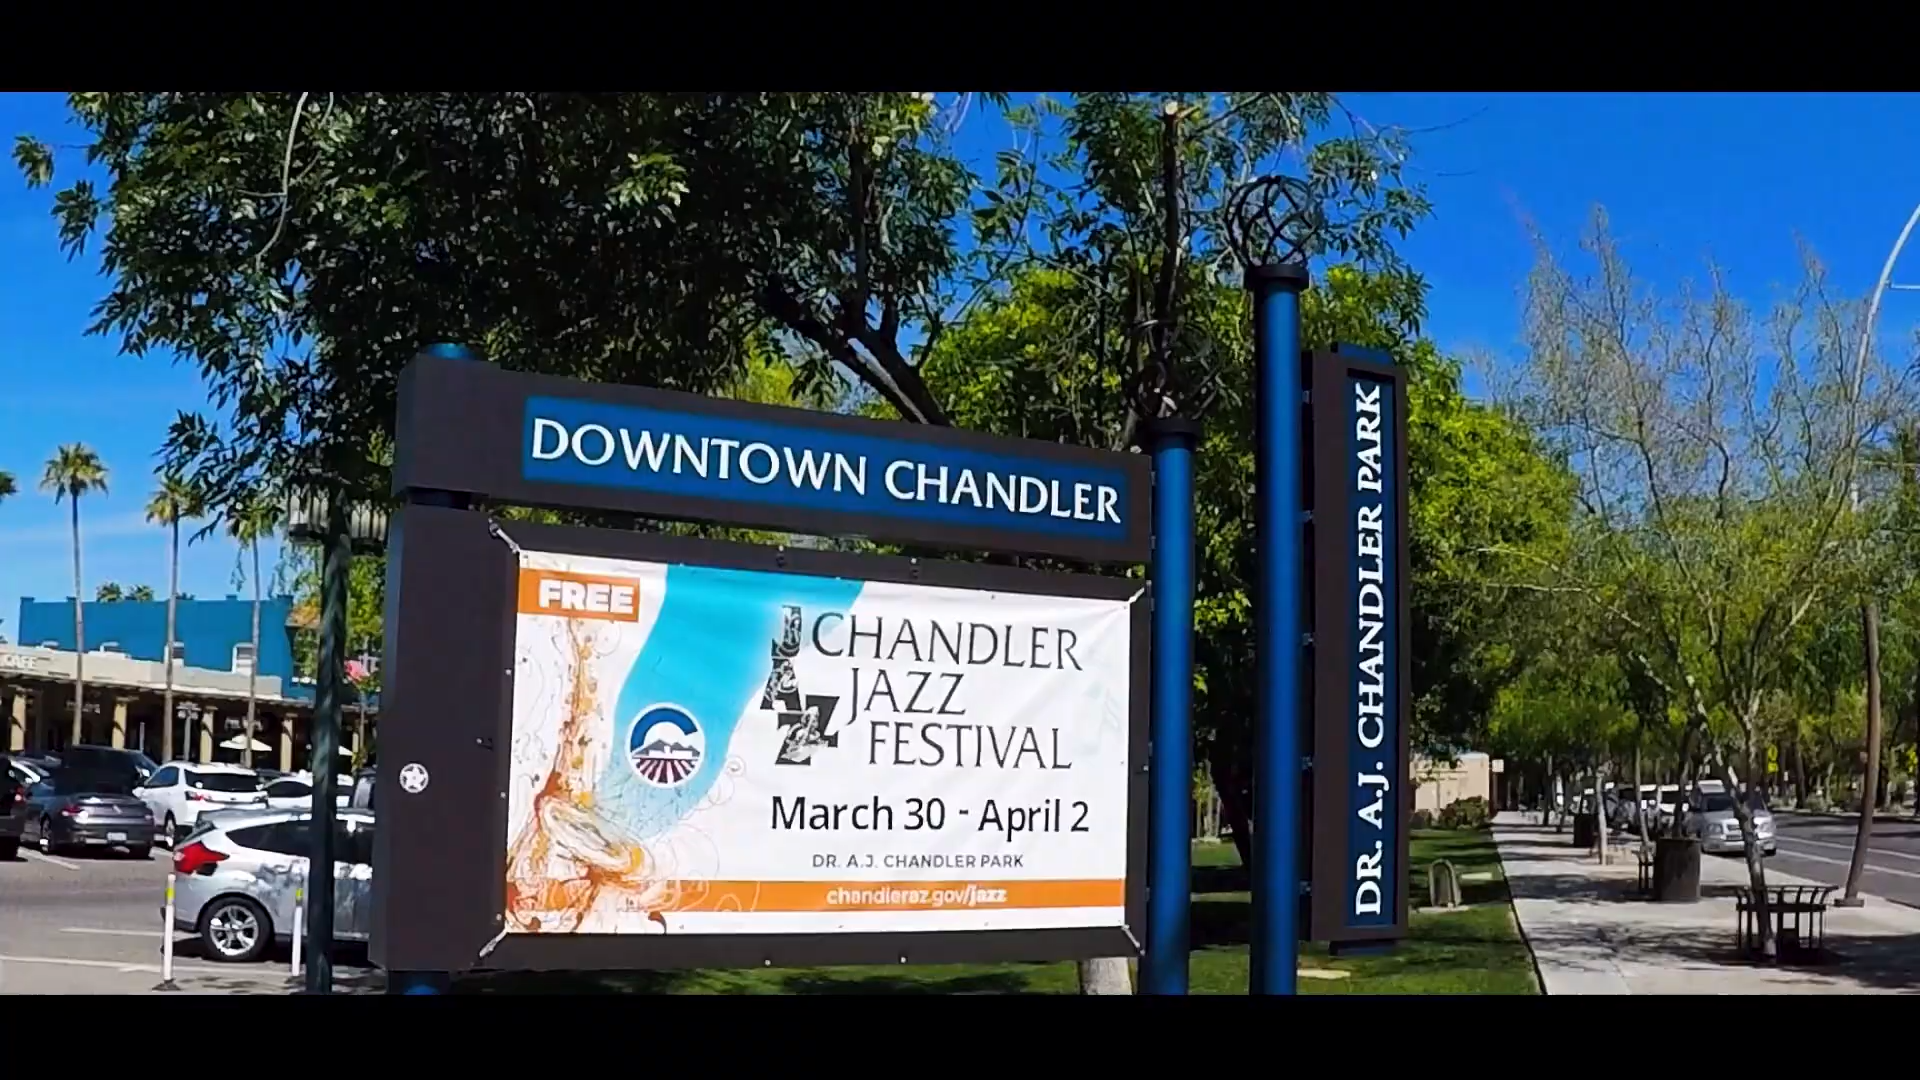 DOWNTOWN CHANDLER
FREE
JAZZ
CHANDLER
JAZZ
FESTIVAL
March 30 - April 2
DR. A.J. CHANDLER PARK
chandleraz.gov/jazz
DR. A.J. CHANDLER PARK
CAFE